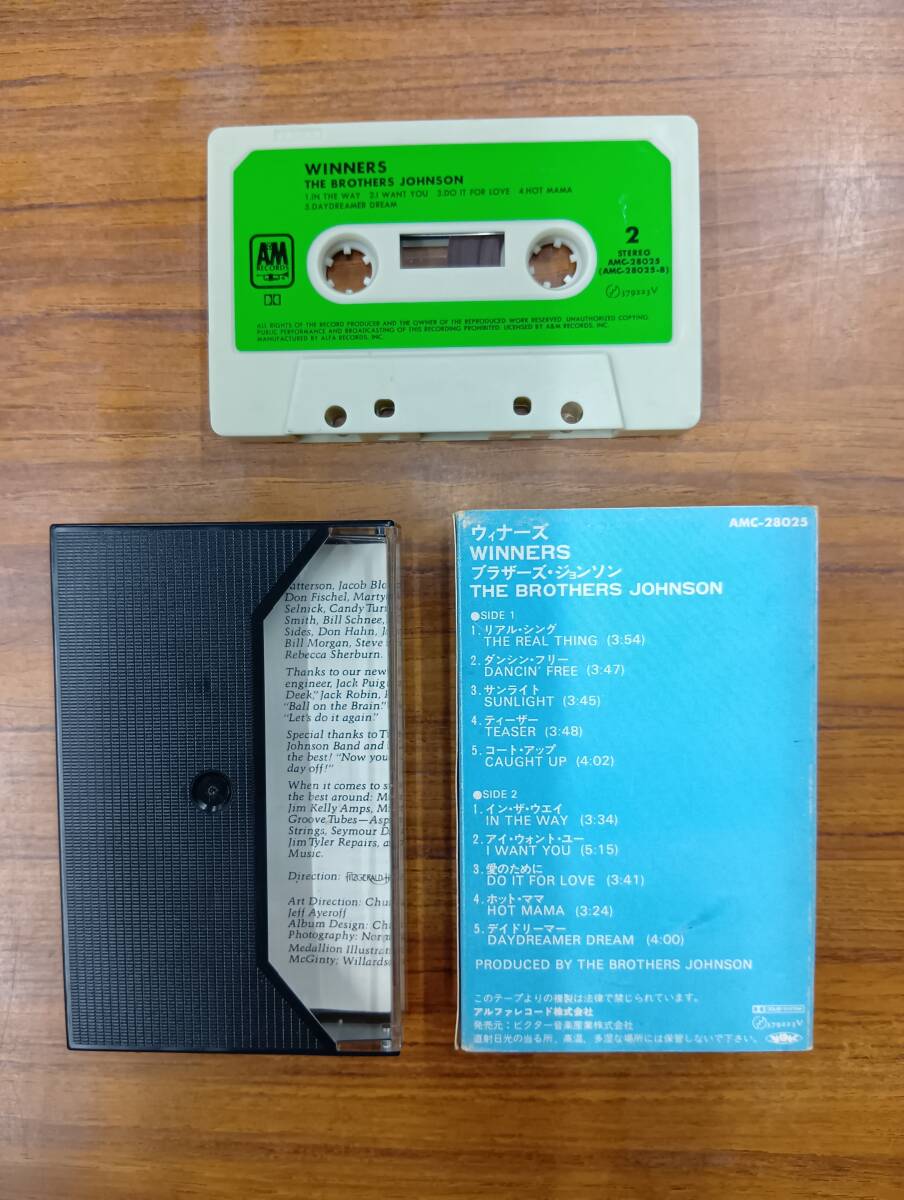 WINNERS
THE BROTHERS JOHNSON
1.IN THE WAY 2.I WANT YOU 3.DO IT FOR LOVE 4.HOT MAMA
5.DAYDREAMER DREAM
A&M
RECORDS
2
STEREO
AMC-28025
(AMC-28025-B)
379223V
ALL RIGHTS OF THE RECORD PRODUCER AND THE OWNER OF THE REPRODUCED WORK RESERVED. UNAUTHORIZED COPYING.
PUBLIC PERFORMANCE AND BROADCASTING OF THIS RECORDING PROHIBITED. LICENSED BY A&M RECORDS, INC.
MANUFACTURED BY ALFA RECORDS, INC.
atterson, Jacob Blo
Don Fischel, Marty
Selnick, Candy Tur
Smith, Bill Schnee,
Sides, Don Hahn, J
Bill Morgan, Steve
Rebecca Sherburn.
Thanks to our new
engineer, Jack Puig
Deek," Jack Robin,
"Ball on the Brain"
"Let's do it again"
Special thanks to T
Johnson Band and
the best! "Now you
day off!"
When it comes to s
the best around: M
Jim Kelly Amps, M
Groove Tubes—Asp
Strings, Seymour D
Jim Tyler Repairs, a
Music.
Direction: FITZGERALD
Art Direction: Chu
Jeff Ayeroff
Album Design: Ch
Photography: Norm
Medallion Illustrat
McGinty; Willards
AMC-28025
ウィナーズ
WINNERS
ブラザーズ・ジョンソン
THE BROTHERS JOHNSON
●SIDE 1
1. リアル・シング
THE REAL THING (3:54)
2. ダンシン・フリー
DANCIN' FREE (3:47)
3. サンライト
SUNLIGHT (3:45)
4. ティーザー
TEASER (3:48)
5. コート・アップ
CAUGHT UP (4:02)
●SIDE 2
1. イン・ザ・ウエイ
IN THE WAY (3:34)
2. アイ・ウォント・ユー
I WANT YOU (5:15)
3. 愛のために
DO IT FOR LOVE (3:41)
4. ホット・ママ
HOT MAMA (3:24)
5. デイドリーマー
DAYDREAMER DREAM (4:00)
PRODUCED BY THE BROTHERS JOHNSON
このテープよりの複製は法律で禁じられています。
アルファレコード株式会社
発売元:ビクター音楽産業株式会社
直射日光の当る所、高温、多湿な場所には保管しないで下さい。
379223V